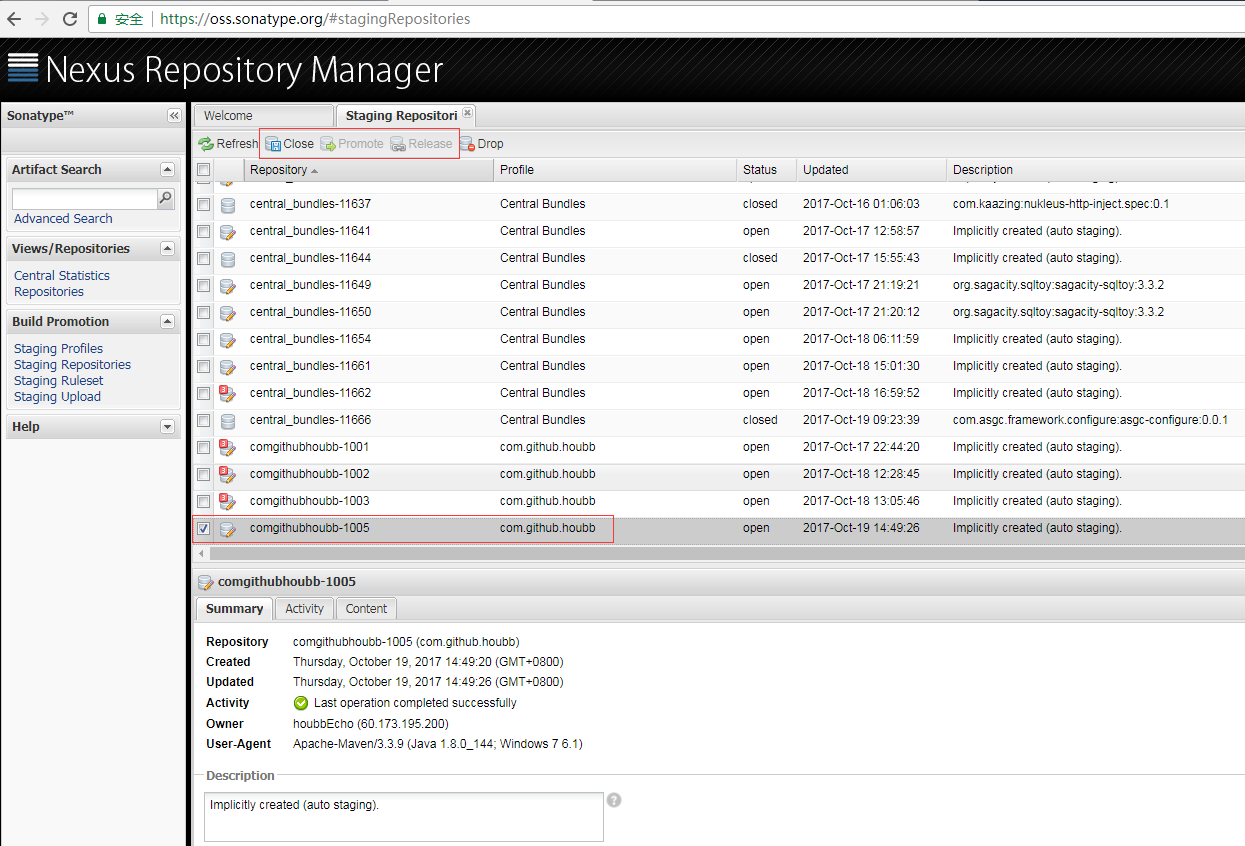 安全 https://oss.sonatype.org/#stagingRepositories
Nexus Repository Manager
Sonatype™
Artifact Search
Advanced Search
Views/Repositories
Central Statistics
Repositories
Build Promotion
Staging Profiles
Staging Repositories
Staging Ruleset
Staging Upload
Help
Welcome Staging Repositori
Refresh Close Promote Release Drop
Repository Profile Status Updated Description
central_bundles-11637 Central Bundles closed 2017-Oct-16 01:06:03 com.kaazing:nukleus-http-inject.spec:0.1
central_bundles-11641 Central Bundles open 2017-Oct-17 12:58:57 Implicitly created (auto staging).
central_bundles-11644 Central Bundles closed 2017-Oct-17 15:55:43 Implicitly created (auto staging).
central_bundles-11649 Central Bundles open 2017-Oct-17 21:19:21 org.sagacity.sqltoy:sagacity-sqltoy:3.3.2
central_bundles-11650 Central Bundles open 2017-Oct-17 21:20:12 org.sagacity.sqltoy:sagacity-sqltoy:3.3.2
central_bundles-11654 Central Bundles open 2017-Oct-18 06:11:59 Implicitly created (auto staging).
central_bundles-11661 Central Bundles open 2017-Oct-18 15:01:30 Implicitly created (auto staging).
central_bundles-11662 Central Bundles open 2017-Oct-18 16:59:52 Implicitly created (auto staging).
central_bundles-11666 Central Bundles closed 2017-Oct-19 09:23:39 com.asgc.framework.configure:asgc-configure:0.0.1
comgithubhoubb-1001 com.github.houbb open 2017-Oct-17 22:44:20 Implicitly created (auto staging).
comgithubhoubb-1002 com.github.houbb open 2017-Oct-18 12:28:45 Implicitly created (auto staging).
comgithubhoubb-1003 com.github.houbb open 2017-Oct-18 13:05:46 Implicitly created (auto staging).
comgithubhoubb-1005 com.github.houbb open 2017-Oct-19 14:49:26 Implicitly created (auto staging).
comgithubhoubb-1005
Summary Activity Content
Repository comgithubhoubb-1005 (com.github.houbb)
Created Thursday, October 19, 2017 14:49:20 (GMT+0800)
Updated Thursday, October 19, 2017 14:49:26 (GMT+0800)
Activity Last operation completed successfully
Owner houbbEcho (60.173.195.200)
User-Agent Apache-Maven/3.3.9 (Java 1.8.0_144; Windows 7 6.1)
Description
Implicitly created (auto staging).